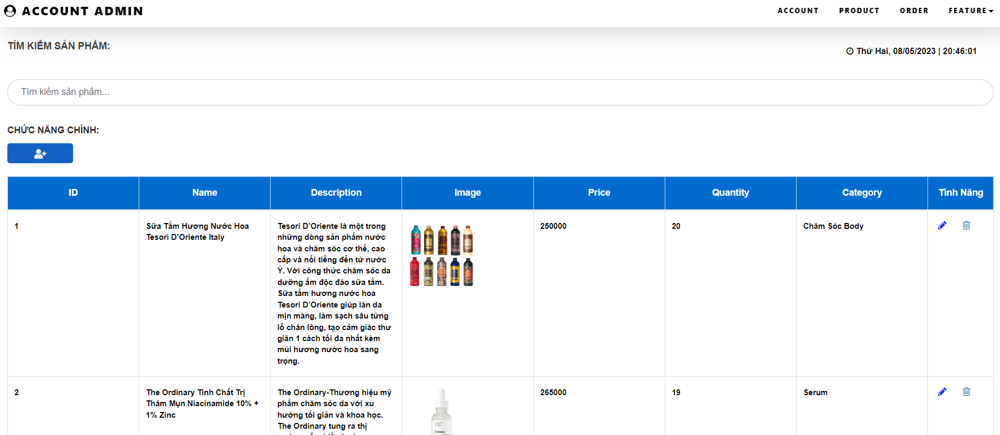 ACCOUNT ADMIN
ACCOUNT PRODUCT ORDER FEATURE
TÌM KIẾM SẢN PHẨM:
Thứ Hai, 08/05/2023 | 20:46:01
Tìm kiếm sản phẩm...
CHỨC NĂNG CHÍNH:
ID Name Description Image Price Quantity Category Tính Năng
1
Sữa Tắm Hương Nước Hoa
Tesori D’Oriente Italy
Tesori D’Oriente là một trong
những dòng sản phẩm nước
hoa và chăm sóc cơ thể, cao
cấp và nổi tiếng đến từ nước
Ý. Với công thức chăm sóc da
dưỡng ẩm độc đáo sữa tắm.
Sữa tắm hương nước hoa
Tesori D’Oriente giúp làn da
mịn màng, làm sạch sâu từng
lỗ chân lông, tạo cảm giác thư
giãn 1 cách tối đa nhất kèm
mùi hương nước hoa sang
trọng.
250000
20
Chăm Sóc Body
2
The Ordinary Tinh Chất Trị
Thâm Mụn Niacinamide 10% +
1% Zinc
The Ordinary-Thương hiệu mỹ
phẩm chăm sóc da với xu
hướng tối giản và khoa học.
The Ordinary tung ra thị
Ordinary.
265000
19
Serum